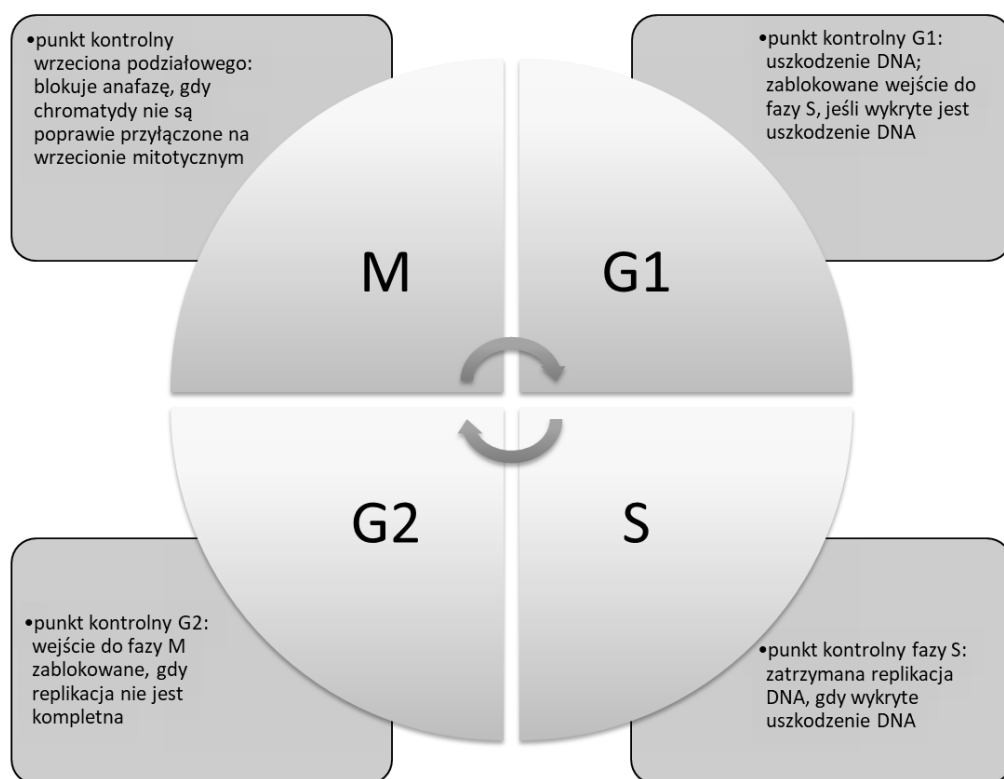 •punkt kontrolny
wrzeciona podziałowego:
blokuje anafazę, gdy
chromatydy nie są
poprawie przyłączone na
wrzecionie mitotycznym
•punkt kontrolny G1:
uszkodzenie DNA;
zablokowane wejście do
fazy S, jeśli wykryte jest
uszkodzenie DNA
M
G1
G2
S
•punkt kontrolny G2:
wejście do fazy M
zablokowane, gdy
replikacja nie jest
kompletna
•punkt kontrolny fazy S:
zatrzymana replikacja
DNA, gdy wykryte
uszkodzenie DNA